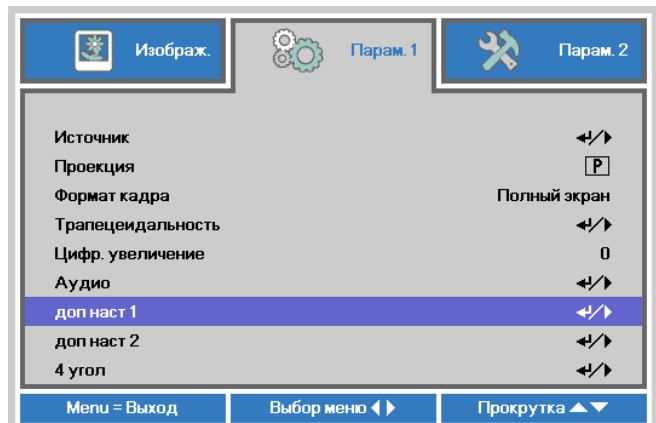 Изображ. Парам. 1 Парам. 2
Источник
Проекция P
Формат кадра Полный экран
Трапецеидальность
Цифр. увеличение 0
Аудио
доп наст 1
доп наст 2
4 угол
Menu = Выход Выбор меню Прокрутка